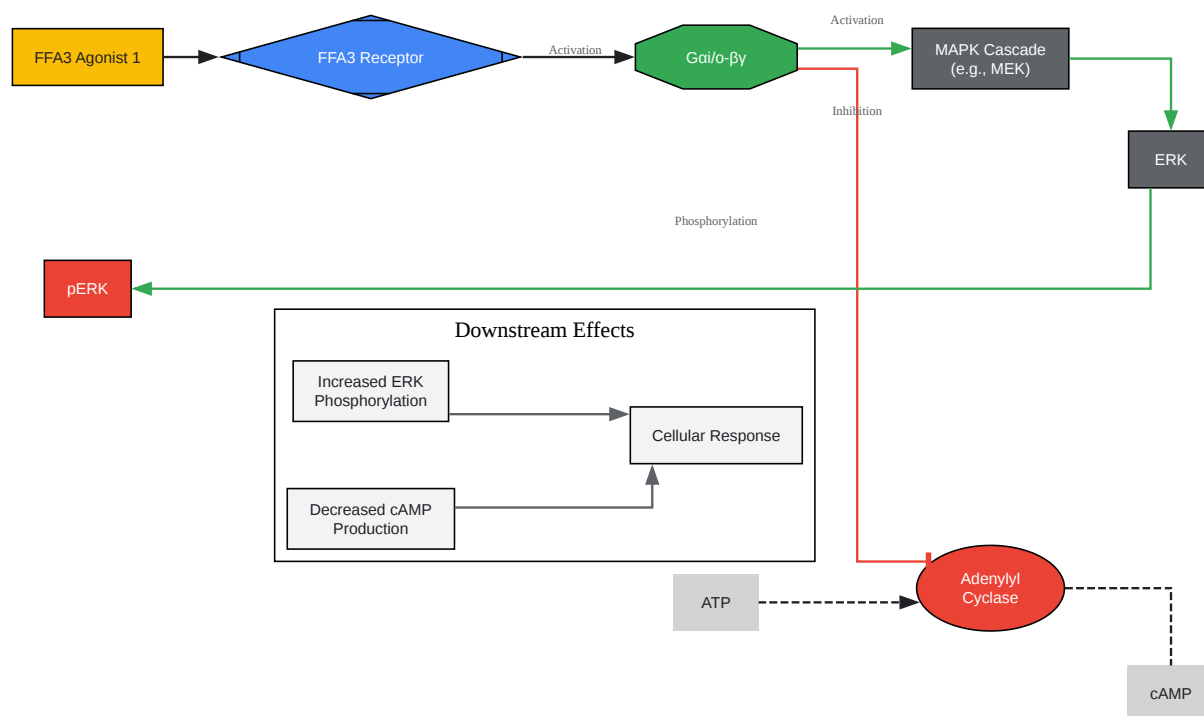 FFA3 Agonist 1
FFA3 Receptor
Activation
Gαi/o-βγ
Activation
Inhibition
MAPK Cascade
(e.g., MEK)
ERK
Phosphorylation
pERK
Downstream Effects
Increased ERK
Phosphorylation
Cellular Response
Decreased cAMP
Production
ATP
Adenylyl
Cyclase
cAMP